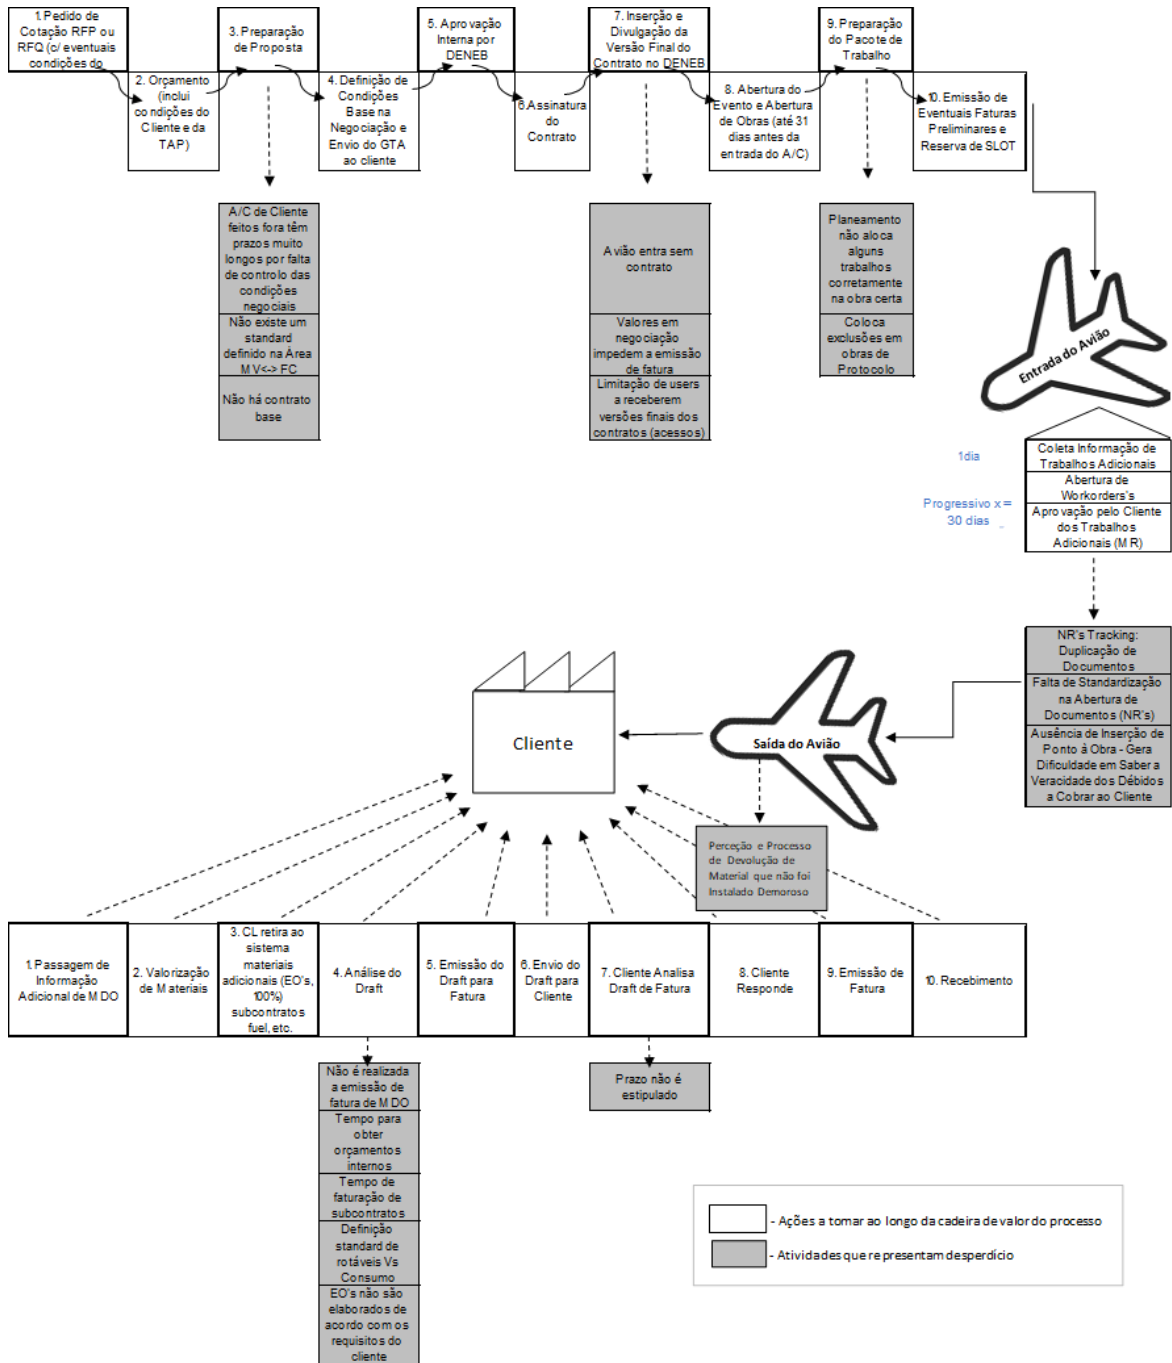 1. Pedido de
Cotação RFP ou
RFQ (c/ eventuais
condições do
2. Orçamento
(inclui
condições do
Cliente e da
TAP)
3. Preparação
de Proposta
4. Definição de
Condições
Base na
Negociação e
Envio do GTA
ao cliente
5. Aprovação
Interna por
DENEB
6. Assinatura
do
Contrato
7. Inserção e
Divulgação da
Versão Final do
Contrato no DENEB
8. Abertura do
Evento e Abertura
de Obras (até 31
dias antes da
entrada do A/C)
9. Preparação
do Pacote de
Trabalho
10. Emissão de
Eventuais Faturas
Preliminares e
Reserva de SLOT
A/C de Cliente
feitos fora têm
prazos muito
longos por falta
de controlo das
condições
negociais
Não existe um
standard
definido na Área
MV<-> FC
Não há contrato
base
Avião entra sem
contrato
Valores em
negociação
impedem a emissão
de fatura
Limitação de users
a receberem
versões finais dos
contratos (acessos)
Planeamento
não aloca
alguns
trabalhos
corretamente
na obra certa
Coloca
exclusões em
obras de
Protocolo
Entrada do Avião
1dia
Progressivo x=
30 dias
Coleta Informação de
Trabalhos Adicionais
Abertura de
Workorders's
Aprovação pelo Cliente
dos Trabalhos
Adicionais (MR)
NR's Tracking:
Duplicação de
Documentos
Falta de Standardização
na Abertura de
Documentos (NR's)
Ausência de Inserção de
Ponto à Obra - Gera
Dificuldade em Saber a
Veracidade dos Débidos
a Cobrar ao Cliente
Cliente
Saída do Avião
Perceção e Processo
de Devolução de
Material que não foi
Instalado Demoroso
1. Passagem de
Informação
Adicional de MDO
2. Valorização
de Materiais
3. CL retira ao
sistema
materiais
adicionais (EO's,
100%)
subcontratos
fuel, etc.
4. Análise do
Draft
5. Emissão do
Draft para
Fatura
6. Envio do
Draft para
Cliente
7. Cliente Analisa
Draft de Fatura
8. Cliente
Responde
9. Emissão de
Fatura
10. Recebimento
Não é realizada
a emissão de
fatura de MDO
Tempo para
obter
orçamentos
internos
Tempo de
faturação de
subcontratos
Definição
standard de
rotáveis Vs
Consumo
EO's não são
elaborados de
acordo com os
requisitos do
cliente
Prazo não é
estipulado
- Ações a tomar ao longo da cadeira de valor do processo
- Atividades que representam desperdício